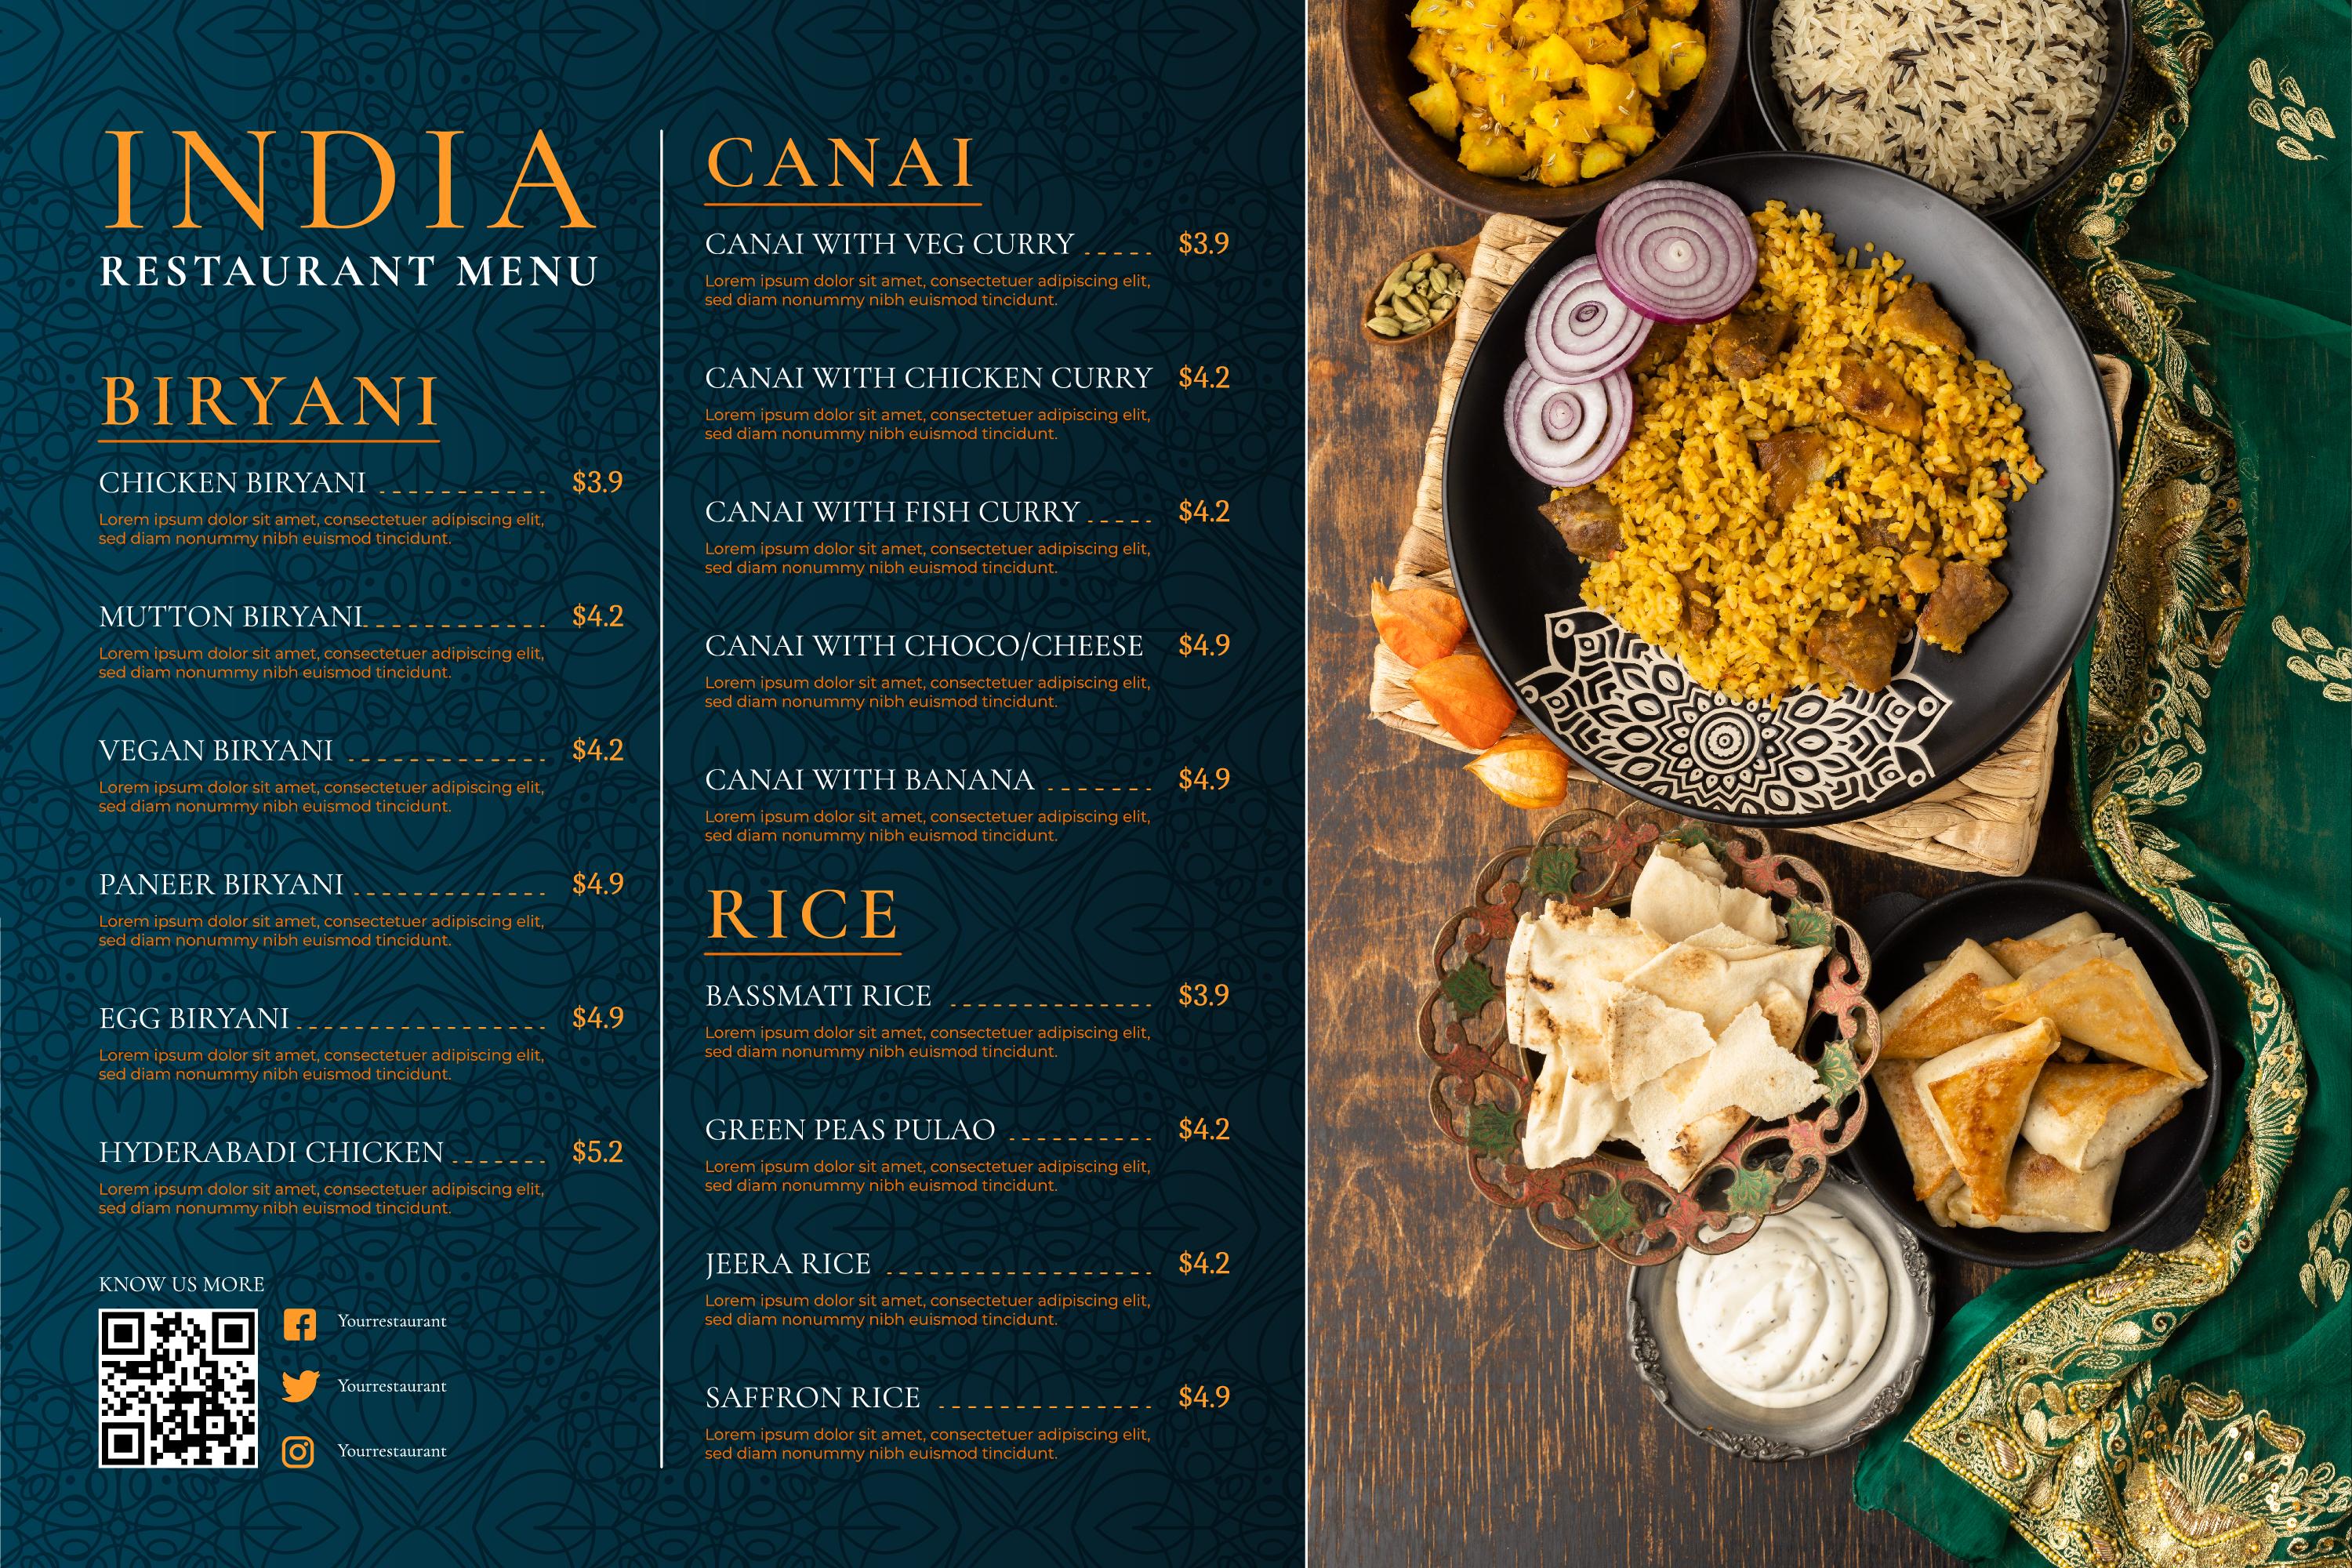 INDIA
RESTAURANT MENU
BIRYANI
CHICKEN BIRYANI $3.9
Lorem ipsum dolor sit amet, consectetuer adipiscing elit,
sed diam nonummy nibh euismod tincidunt.
MUTTON BIRYANI $4.2
Lorem ipsum dolor sit amet, consectetuer adipiscing elit,
sed diam nonummy nibh euismod tincidunt.
VEGAN BIRYANI $4.2
Lorem ipsum dolor sit amet, consectetuer adipiscing elit,
sed diam nonummy nibh euismod tincidunt.
PANEER BIRYANI $4.9
Lorem ipsum dolor sit amet, consectetuer adipiscing elit,
sed diam nonummy nibh euismod tincidunt.
EGG BIRYANI $4.9
Lorem ipsum dolor sit amet, consectetuer adipiscing elit,
sed diam nonummy nibh euismod tincidunt.
HYDERABADI CHICKEN $5.2
Lorem ipsum dolor sit amet, consectetuer adipiscing elit,
sed diam nonummy nibh euismod tincidunt.
KNOW US MORE
Yourrestaurant
Yourrestaurant
Yourrestaurant
CANAI
CANAI WITH VEG CURRY $3.9
Lorem ipsum dolor sit amet, consectetuer adipiscing elit,
sed diam nonummy nibh euismod tincidunt.
CANAI WITH CHICKEN CURRY $4.2
Lorem ipsum dolor sit amet, consectetuer adipiscing elit,
sed diam nonummy nibh euismod tincidunt.
CANAI WITH FISH CURRY $4.2
Lorem ipsum dolor sit amet, consectetuer adipiscing elit,
sed diam nonummy nibh euismod tincidunt.
CANAI WITH CHOCO/CHEESE $4.9
Lorem ipsum dolor sit amet, consectetuer adipiscing elit,
sed diam nonummy nibh euismod tincidunt.
CANAI WITH BANANA $4.9
Lorem ipsum dolor sit amet, consectetuer adipiscing elit,
sed diam nonummy nibh euismod tincidunt.
RICE
BASSMATI RICE $3.9
Lorem ipsum dolor sit amet, consectetuer adipiscing elit,
sed diam nonummy nibh euismod tincidunt.
GREEN PEAS PULAO $4.2
Lorem ipsum dolor sit amet, consectetuer adipiscing elit,
sed diam nonummy nibh euismod tincidunt.
JEERA RICE $4.2
Lorem ipsum dolor sit amet, consectetuer adipiscing elit,
sed diam nonummy nibh euismod tincidunt.
SAFFRON RICE $4.9
Lorem ipsum dolor sit amet, consectetuer adipiscing elit,
sed diam nonummy nibh euismod tincidunt.